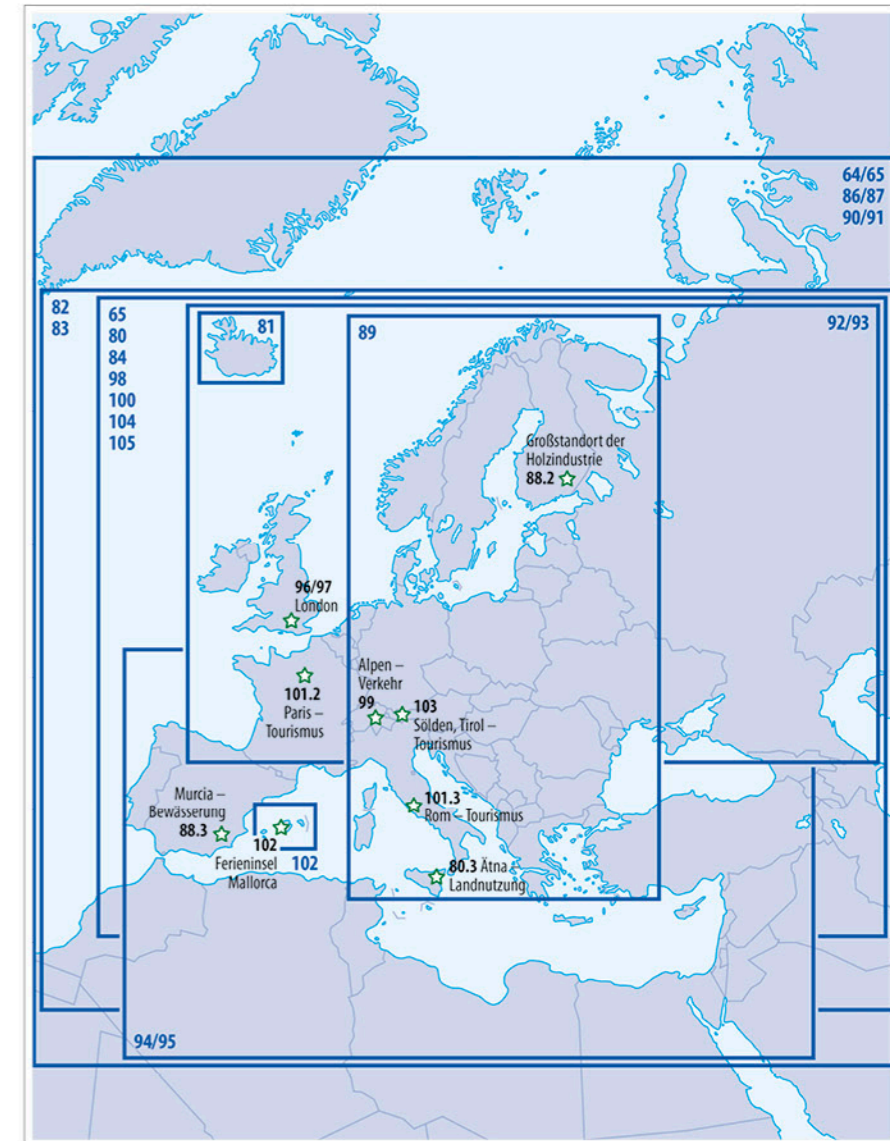 64/65
86/87
90/91
82
83
65
80
84
98
100
104
105
81
89
92/93
Großstandort der
Holzindustrie
88.2
96/97
London
101.2
Paris –
Tourismus
Alpen –
Verkehr
99
103
Sölden, Tirol –
Tourismus
Murcia –
Bewässerung
88.3
102
Ferieninsel
Mallorca
102
101.3
Rom – Tourismus
80.3 Ätna –
Landnutzung
94/95